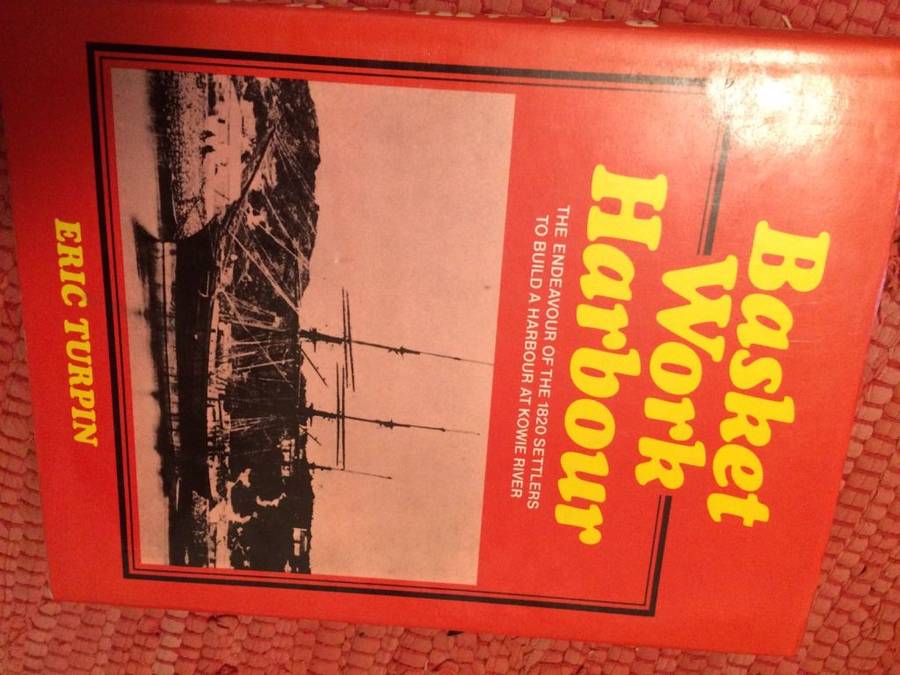 Basket
Work
Harbour
THE ENDEAVOUR OF THE 1820 SETTLERS
TO BUILD A HARBOUR AT KOWIE RIVER
ERIC TURPIN